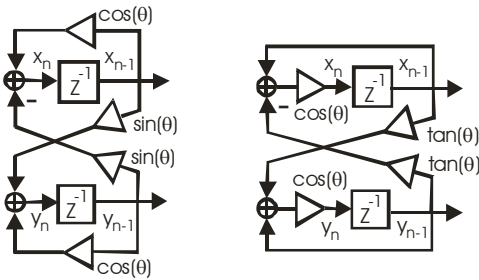 cos(θ)
xₙ
xₙ₋₁
Z⁻¹
-
sin(θ)
sin(θ)
Z⁻¹
yₙ
yₙ₋₁
cos(θ)
xₙ
xₙ₋₁
Z⁻¹
-
cos(θ)
tan(θ)
tan(θ)
cos(θ)
Z⁻¹
yₙ
yₙ₋₁